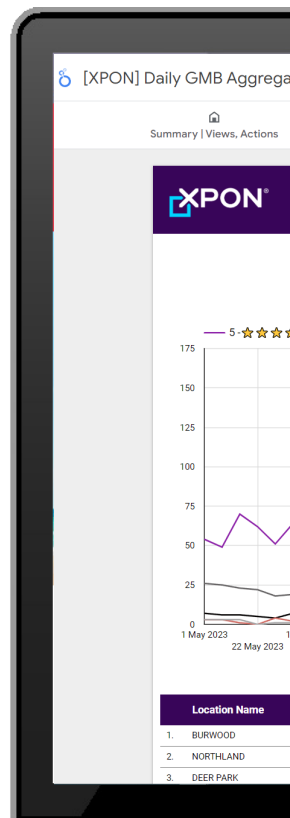 [XPON] Daily GMB Aggrega
Summary | Views, Actions
XPON®
5 -
175
150
125
100
75
50
25
0
1 May 2023
1
22 May 2023
Location Name
1. BURWOOD
2. NORTHLAND
3. DEER PARK